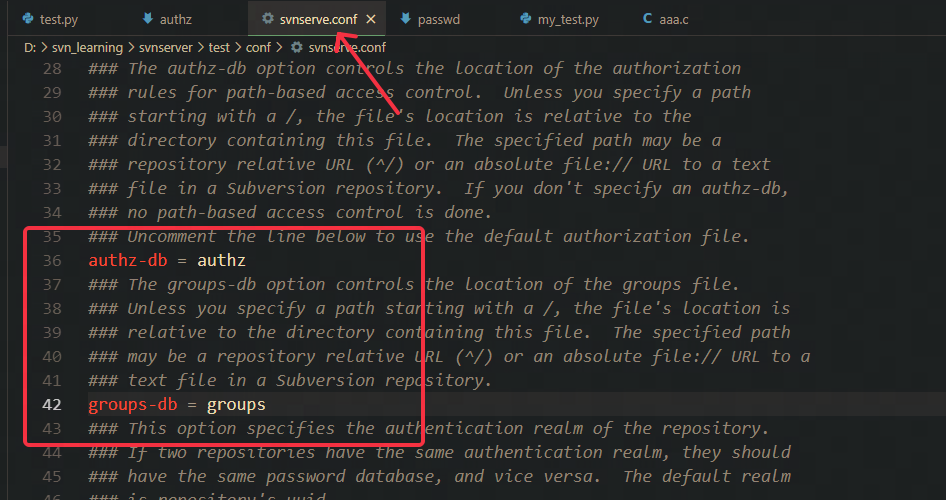 test.py authz svnserve.conf × passwd my_test.py C aaa.c
D: > svn_learning > svnserver > test > conf > svnserve.conf
28 ### The authz-db option controls the location of the authorization
29 ### rules for path-based access control.  Unless you specify a path
30 ### starting with a /, the file's location is relative to the
31 ### directory containing this file.  The specified path may be a
32 ### repository relative URL (^/) or an absolute file:// URL to a text
33 ### file in a Subversion repository.  If you don't specify an authz-db,
34 ### no path-based access control is done.
35 ### Uncomment the line below to use the default authorization file.
36 authz-db = authz
37 ### The groups-db option controls the location of the groups file.
38 ### Unless you specify a path starting with a /, the file's location is
39 ### relative to the directory containing this file.  The specified path
40 ### may be a repository relative URL (^/) or an absolute file:// URL to a
41 ### text file in a Subversion repository.
42 groups-db = groups
43 ### This option specifies the authentication realm of the repository.
44 ### If two repositories have the same authentication realm, they should
45 ### have the same password database, and vice versa.  The default realm
46 ### is repository's uuid